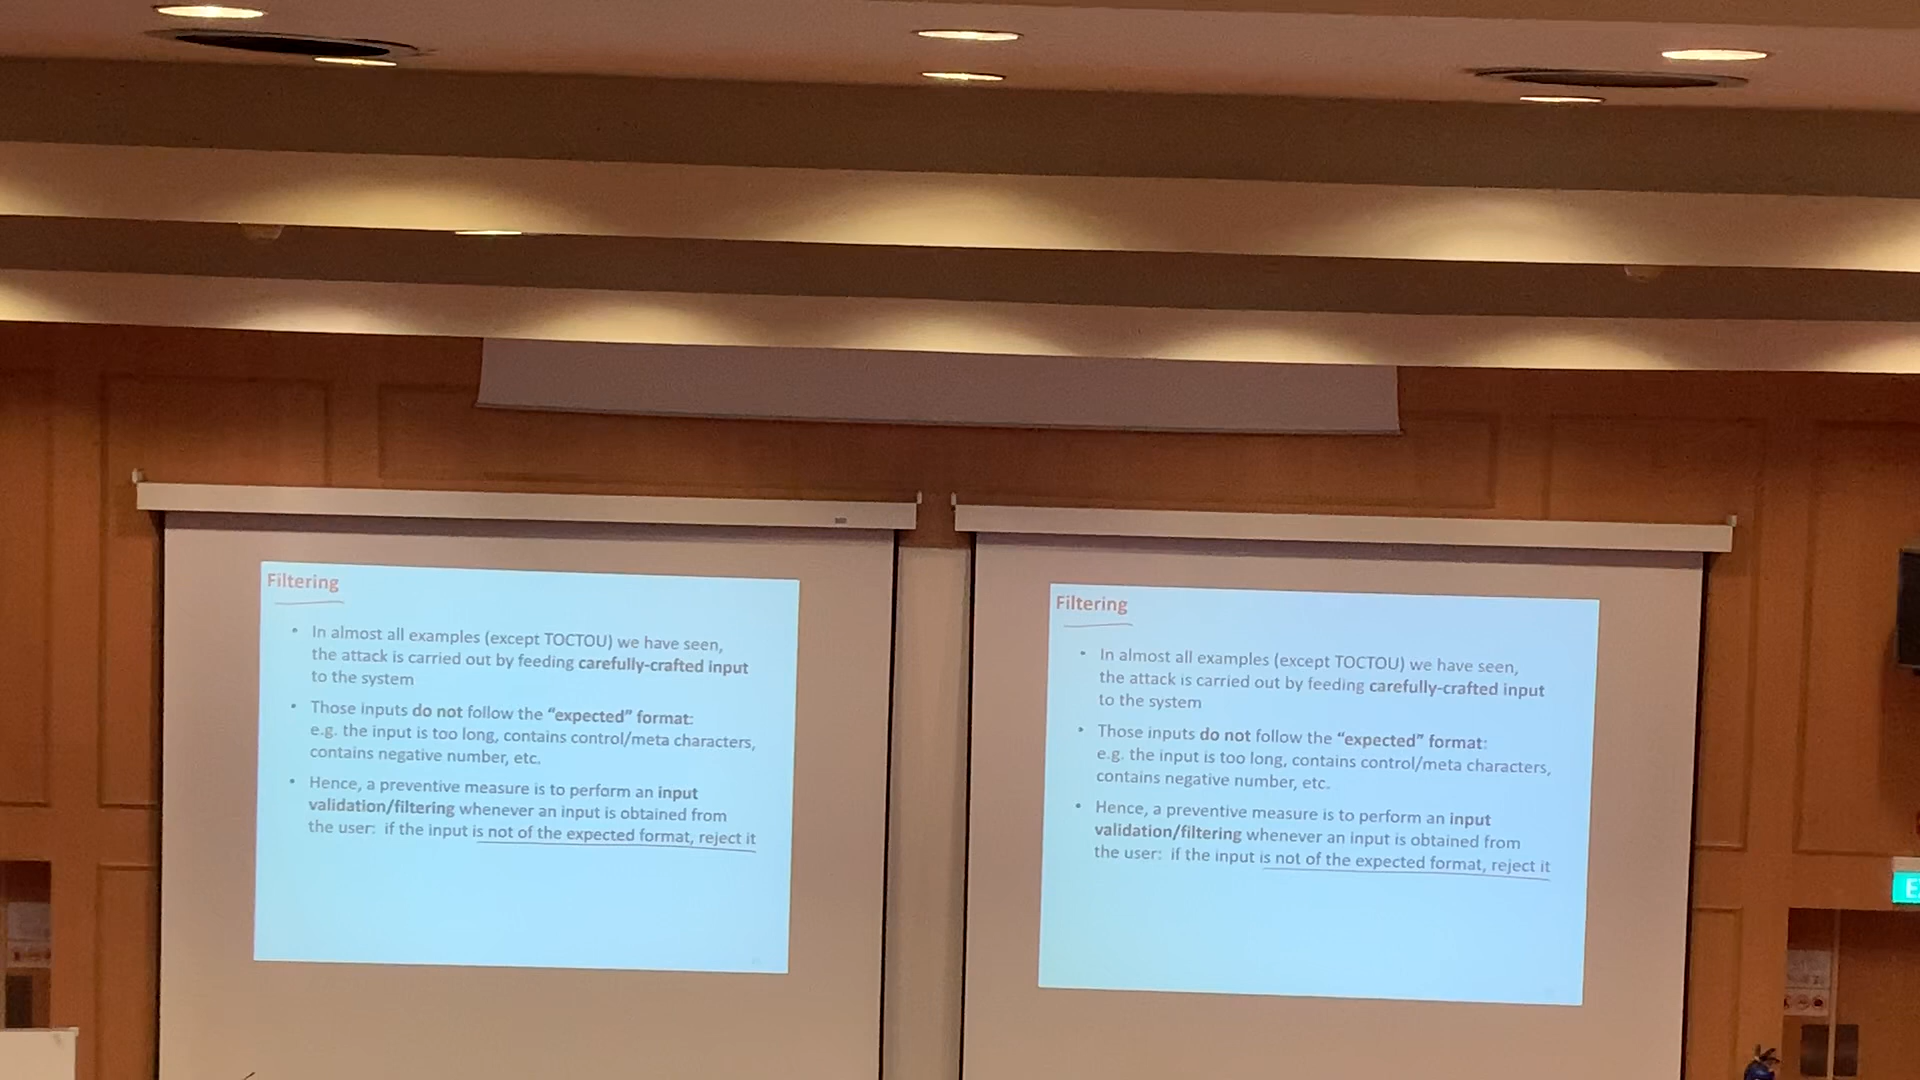 Filtering
• In almost all examples (except TOCTOU) we have seen,
the attack is carried out by feeding carefully-crafted input
to the system
• Those inputs do not follow the “expected” format:
e.g. the input is too long, contains control/meta characters,
contains negative number, etc.
• Hence, a preventive measure is to perform an input
validation/filtering whenever an input is obtained from
the user: if the input is not of the expected format, reject it
Filtering
• In almost all examples (except TOCTOU) we have seen,
the attack is carried out by feeding carefully-crafted input
to the system
• Those inputs do not follow the “expected” format:
e.g. the input is too long, contains control/meta characters,
contains negative number, etc.
• Hence, a preventive measure is to perform an input
validation/filtering whenever an input is obtained from
the user: if the input is not of the expected format, reject it
E